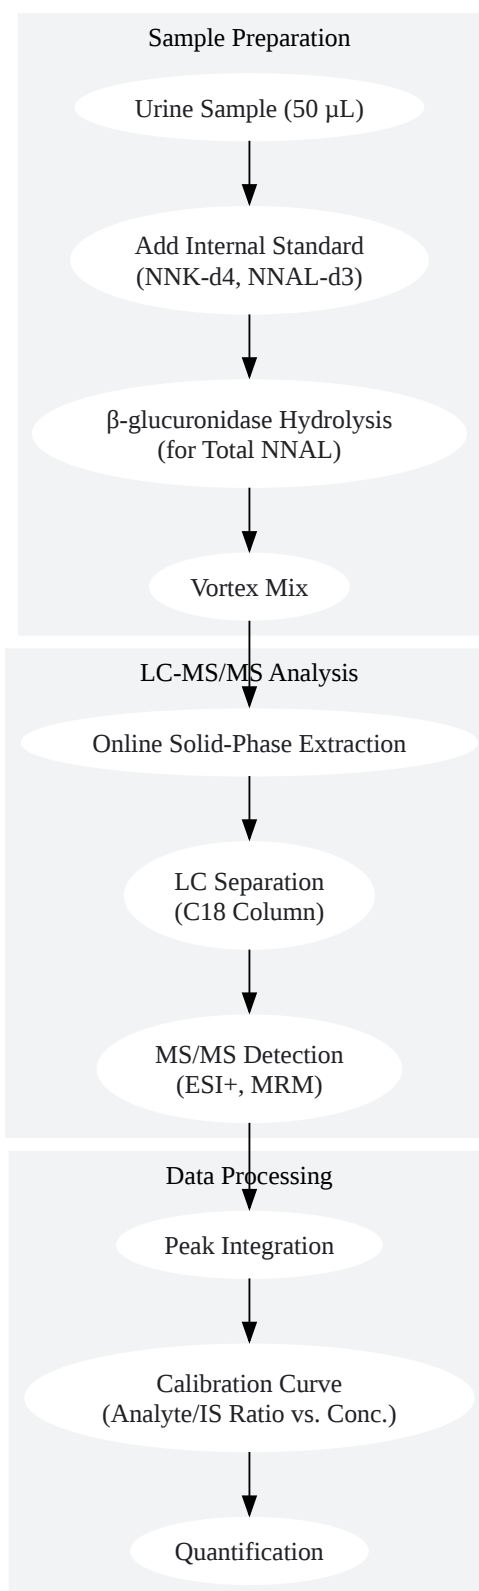 Sample Preparation
Urine Sample (50 µL)
Add Internal Standard
(NNK-d4, NNAL-d3)
β-glucuronidase Hydrolysis
(for Total NNAL)
Vortex Mix
LC-MS/MS Analysis
Online Solid-Phase Extraction
LC Separation
(C18 Column)
MS/MS Detection
(ESI+, MRM)
Data Processing
Peak Integration
Calibration Curve
(Analyte/IS Ratio vs. Conc.)
Quantification